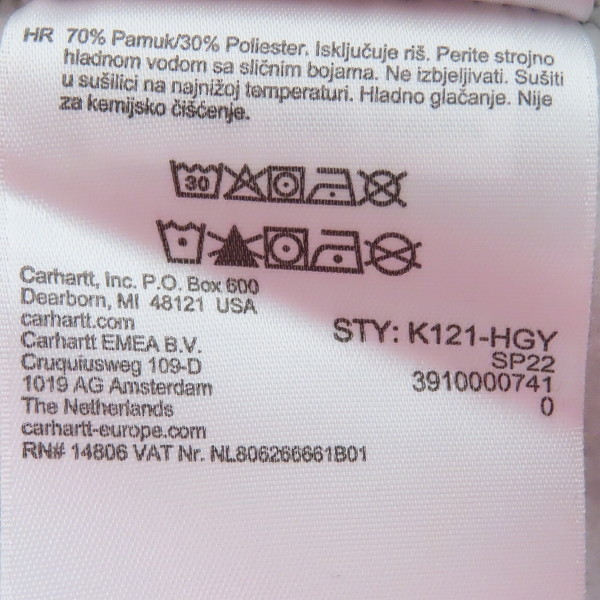 HR 70% Pamuk/30% Poliester. Isključuje riš. Perite strojno
hladnom vodom sa sličnim bojama. Ne izbjeljivati. Sušiti
u sušilici na najnižoj temperaturi. Hladno glačanje. Nije
za kemijsko čišćenje.
30
Carhartt, Inc. P.O. Box 600
Dearborn, MI 48121 USA
carhartt.com
Carhartt EMEA B.V.
Cruquiusweg 109-D
1019 AG Amsterdam
The Netherlands
carhartt-europe.com
RN# 14806 VAT Nr. NL806266661B01
STY: K121-HGY
SP22
3910000741
0